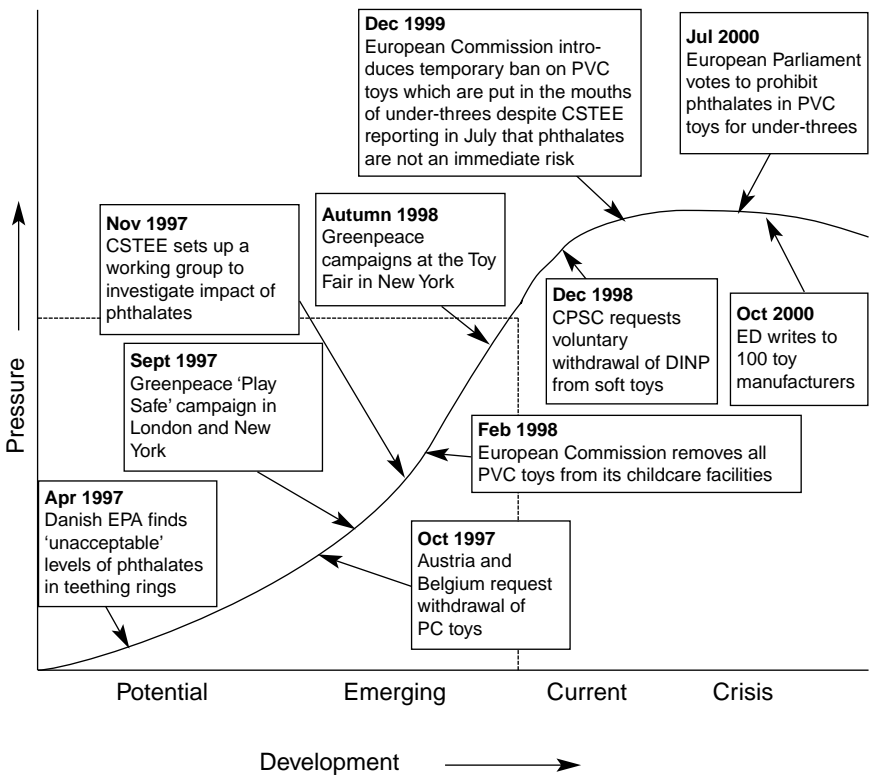 Dec 1999
European Commission intro-
duces temporary ban on PVC
toys which are put in the mouths
of under-threes despite CSTEE
reporting in July that phthalates
are not an immediate risk
Jul 2000
European Parliament
votes to prohibit
phthalates in PVC
toys for under-threes
Nov 1997
CSTEE sets up a
working group to
investigate impact of
phthalates
Autumn 1998
Greenpeace
campaigns at the Toy
Fair in New York
Dec 1998
CPSC requests
voluntary
withdrawal of DINP
from soft toys
Oct 2000
ED writes to
100 toy
manufacturers
Sept 1997
Greenpeace ‘Play
Safe’ campaign in
London and New
York
Feb 1998
European Commission removes all
PVC toys from its childcare facilities
Apr 1997
Danish EPA finds
‘unacceptable’
levels of phthalates
in teething rings
Oct 1997
Austria and
Belgium request
withdrawal of
PC toys
Pressure
Potential
Emerging
Current
Crisis
Development